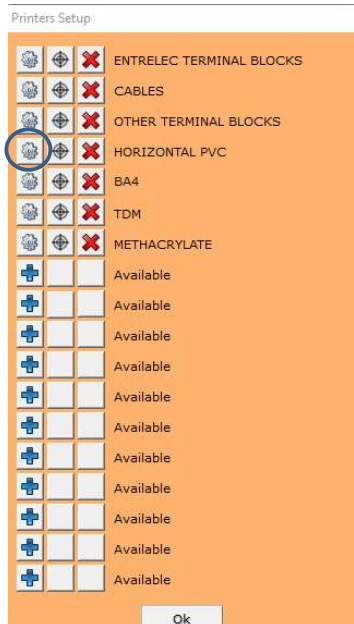 Printers Setup
ENTRELEC TERMINAL BLOCKS
CABLES
OTHER TERMINAL BLOCKS
HORIZONTAL PVC
BA4
TDM
METHACRYLATE
Available
Available
Available
Available
Available
Available
Available
Available
Available
Available
Available
Ok